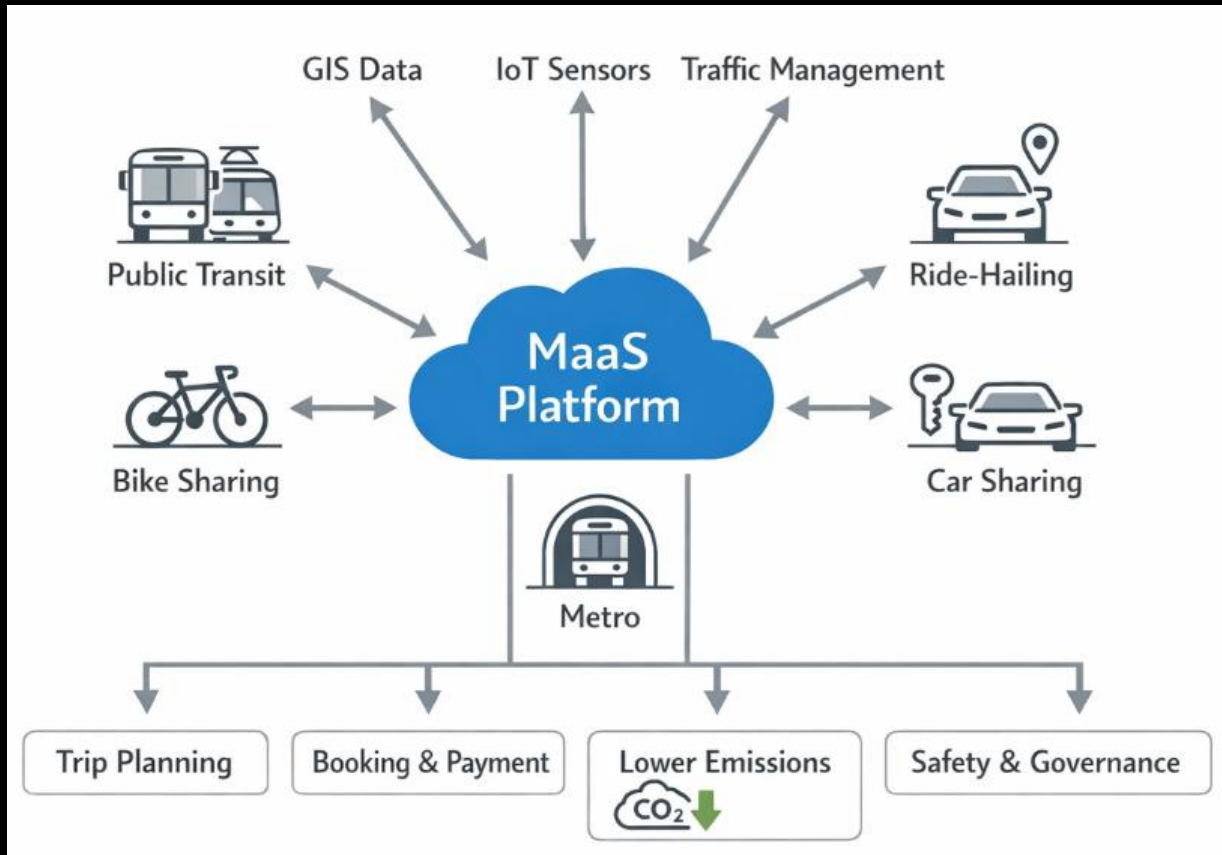 GIS Data
IoT Sensors
Traffic Management
Public Transit
Ride-Hailing
MaaS
Platform
Bike Sharing
Car Sharing
Metro
Trip Planning
Booking & Payment
Lower Emissions
CO₂
Safety & Governance